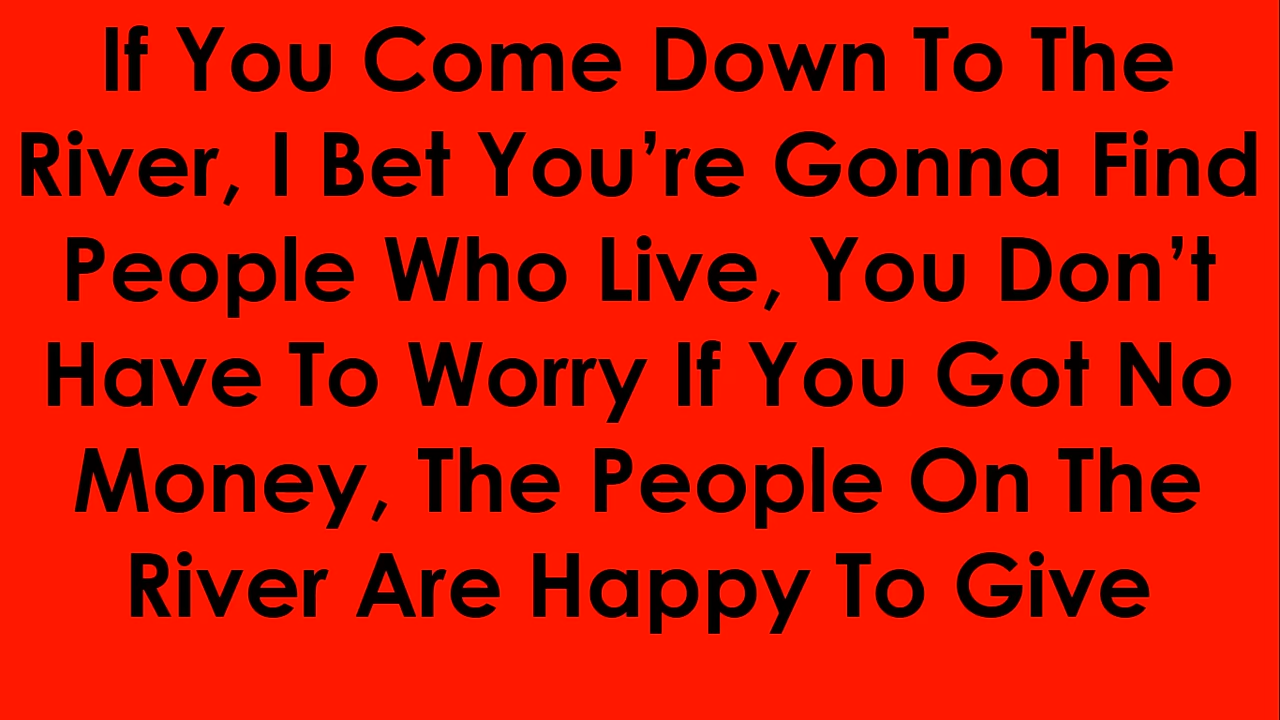 If You Come Down To The
River, I Bet You’re Gonna Find
People Who Live, You Don’t
Have To Worry If You Got No
Money, The People On The
River Are Happy To Give